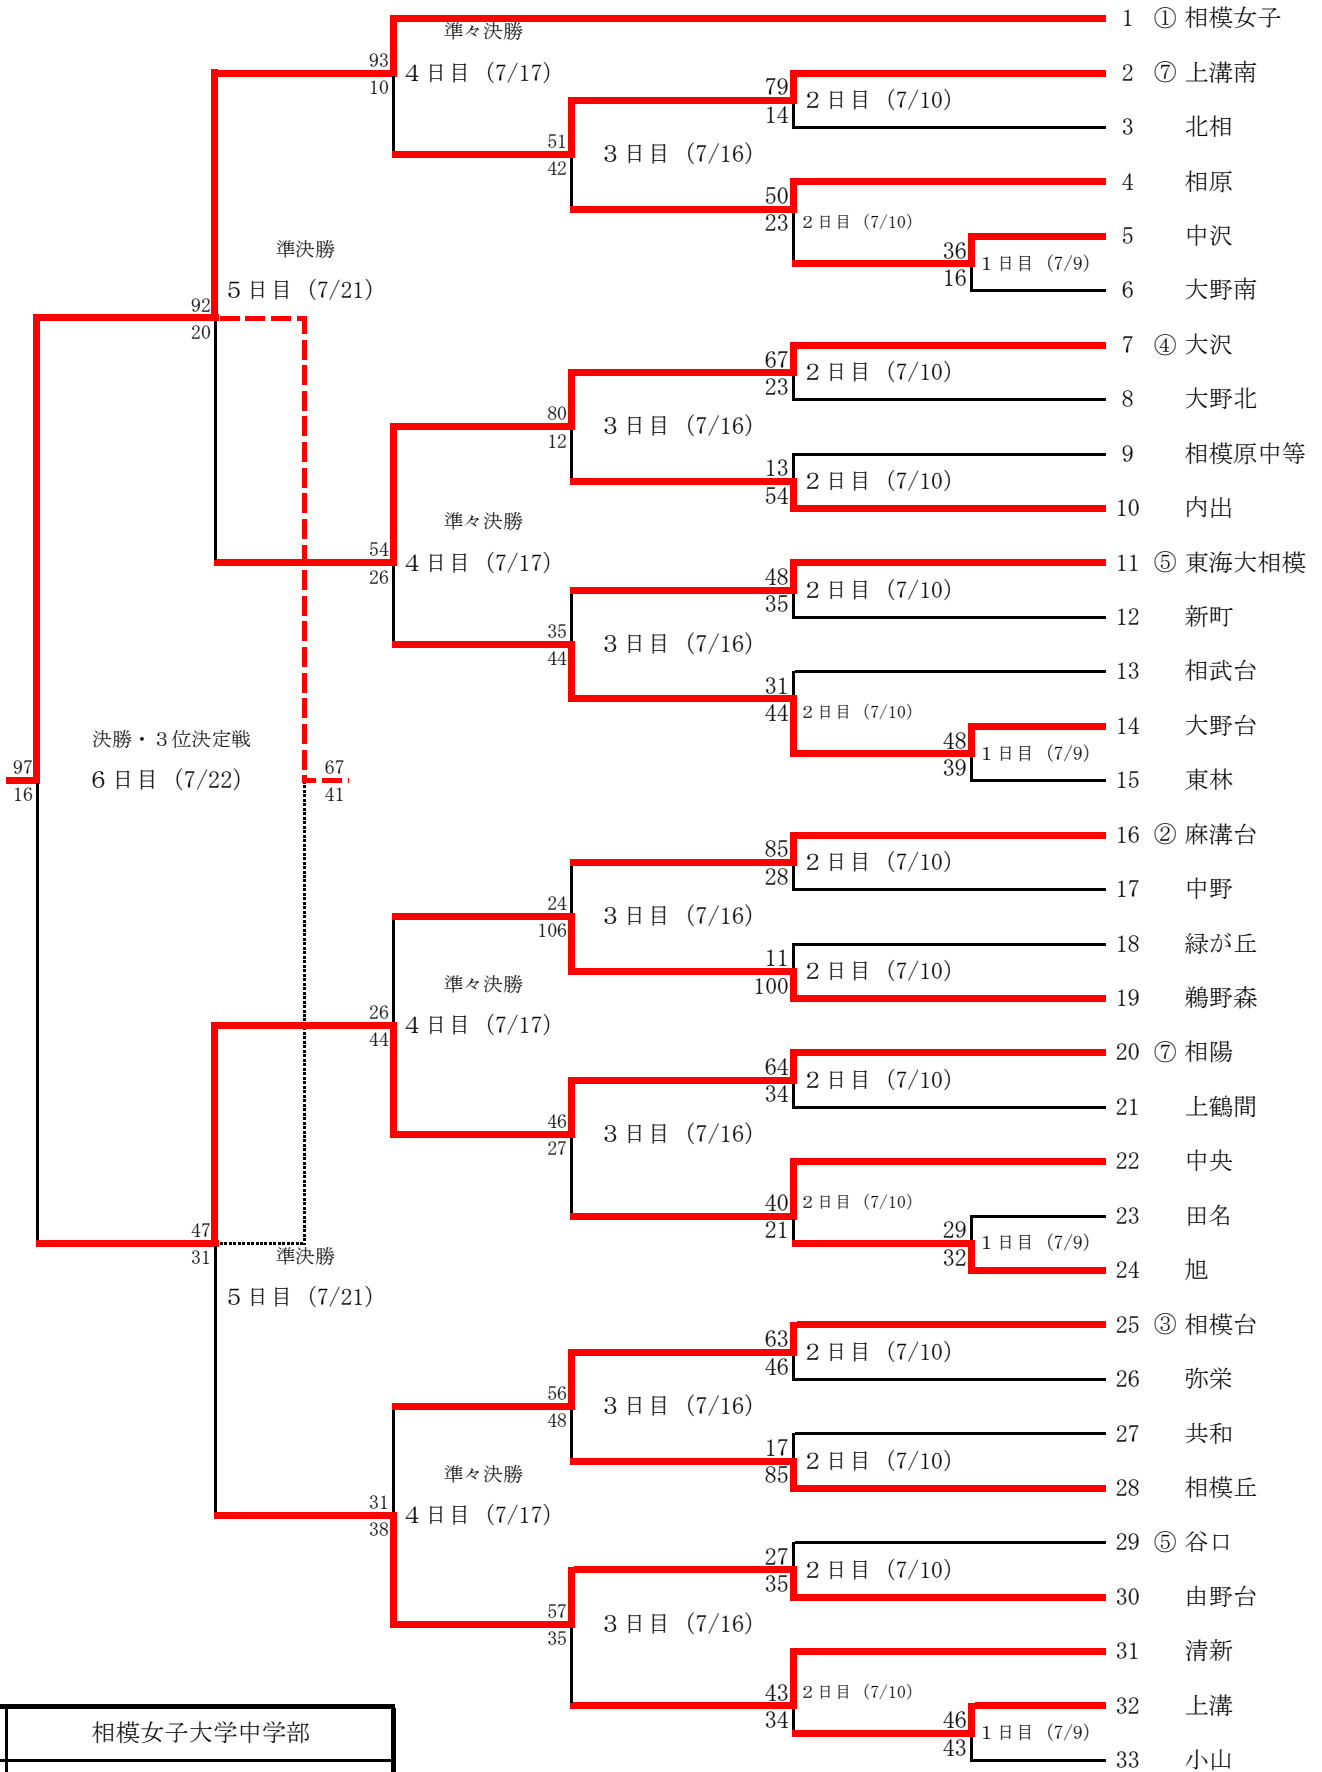 1 ① 相模女子
準々決勝
93
10
4日目 (7/17)
2 ⑦ 上溝南
79
14
2日目 (7/10)
3 北相
51
42
3日目 (7/16)
4 相原
50
23
2日目 (7/10)
5 中沢
36
16
1日目 (7/9)
6 大野南
準決勝
5日目 (7/21)
92
20
7 ④ 大沢
67
23
2日目 (7/10)
8 大野北
80
12
3日目 (7/16)
9 相模原中等
13
54
2日目 (7/10)
10 内出
準々決勝
54
26
4日目 (7/17)
11 ⑤ 東海大相模
48
35
2日目 (7/10)
12 新町
35
44
3日目 (7/16)
13 相武台
31
44
2日目 (7/10)
14 大野台
48
39
1日目 (7/9)
15 東林
決勝・3位決定戦
97
16
6日目 (7/22)
67
41
16 ② 麻溝台
85
28
2日目 (7/10)
17 中野
24
106
3日目 (7/16)
18 緑が丘
11
100
2日目 (7/10)
19 鵜野森
準々決勝
26
44
4日目 (7/17)
20 ⑦ 相陽
64
34
2日目 (7/10)
21 上鶴間
46
27
3日目 (7/16)
22 中央
40
21
2日目 (7/10)
23 田名
29
32
1日目 (7/9)
24 旭
47
31
準決勝
5日目 (7/21)
25 ③ 相模台
63
46
2日目 (7/10)
26 弥栄
56
48
3日目 (7/16)
27 共和
17
85
2日目 (7/10)
28 相模丘
準々決勝
31
38
4日目 (7/17)
29 ⑤ 谷口
27
35
2日目 (7/10)
30 由野台
57
35
3日目 (7/16)
31 清新
43
34
2日目 (7/10)
32 上溝
46
43
1日目 (7/9)
33 小山
相模女子大学中学部